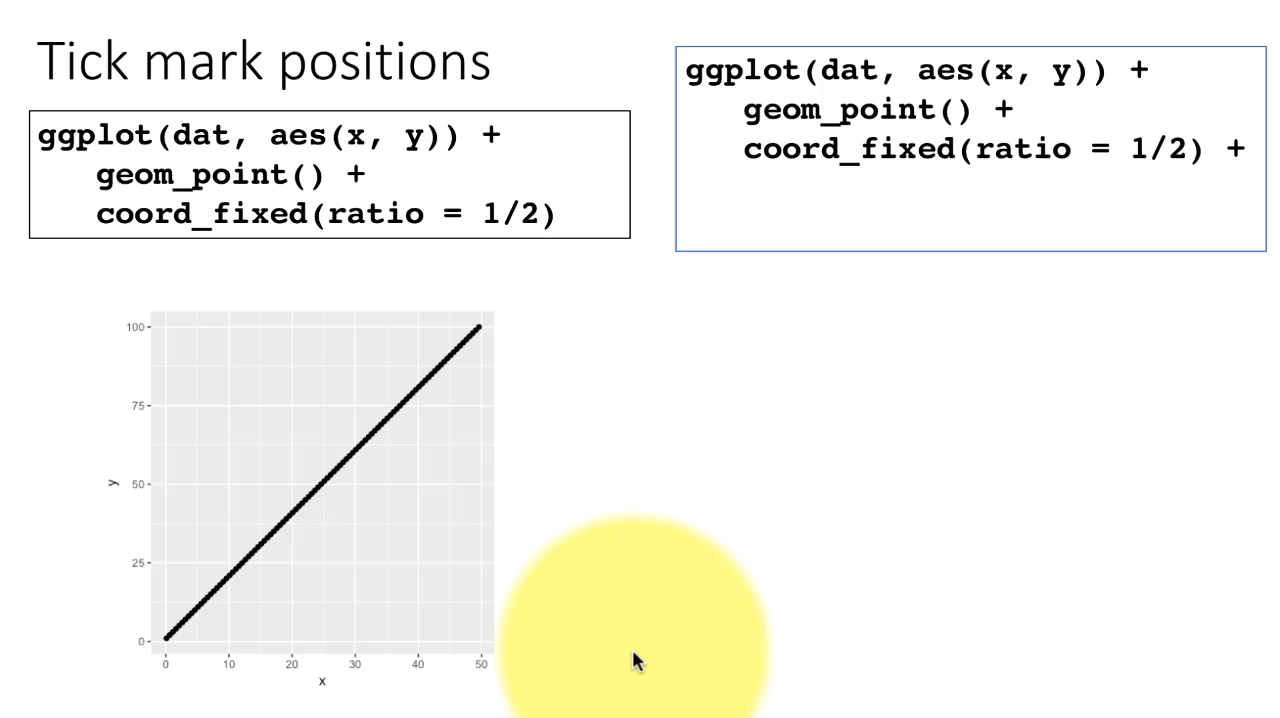 Tick mark positions
ggplot(dat, aes(x, y)) +
geom_point() +
coord_fixed(ratio = 1/2)
ggplot(dat, aes(x, y)) +
geom_point() +
coord_fixed(ratio = 1/2) +
100
75
50
25
0
y
0 10 20 30 40 50
x